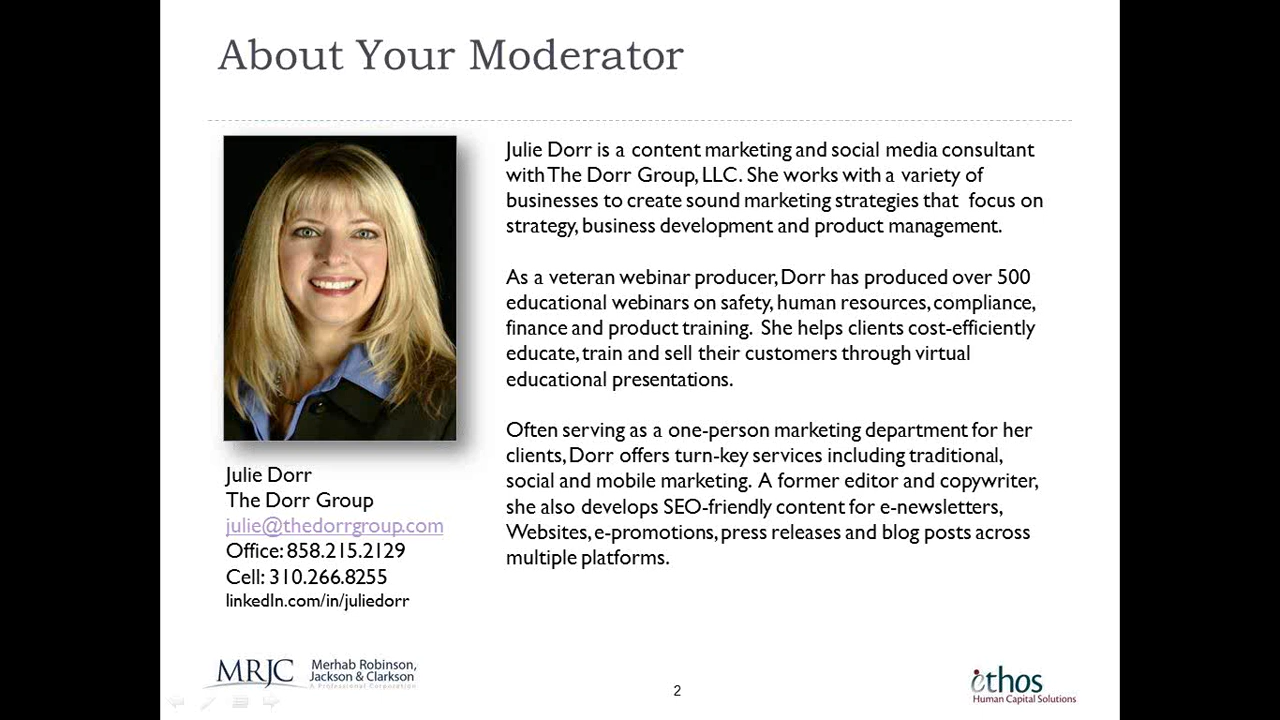 About Your Moderator
Julie Dorr is a content marketing and social media consultant
with The Dorr Group, LLC. She works with a variety of
businesses to create sound marketing strategies that focus on
strategy, business development and product management.
As a veteran webinar producer, Dorr has produced over 500
educational webinars on safety, human resources, compliance,
finance and product training. She helps clients cost-efficiently
educate, train and sell their customers through virtual
educational presentations.
Often serving as a one-person marketing department for her
clients, Dorr offers turn-key services including traditional,
social and mobile marketing. A former editor and copywriter,
she also develops SEO-friendly content for e-newsletters,
Websites, e-promotions, press releases and blog posts across
multiple platforms.
Julie Dorr
The Dorr Group
julie@thedorrgroup.com
Office: 858.215.2129
Cell: 310.266.8255
linkedIn.com/in/juliedorr
MRJC Merhab Robinson,
Jackson & Clarkson
A Professional Corporation
2
ethos
Human Capital Solutions